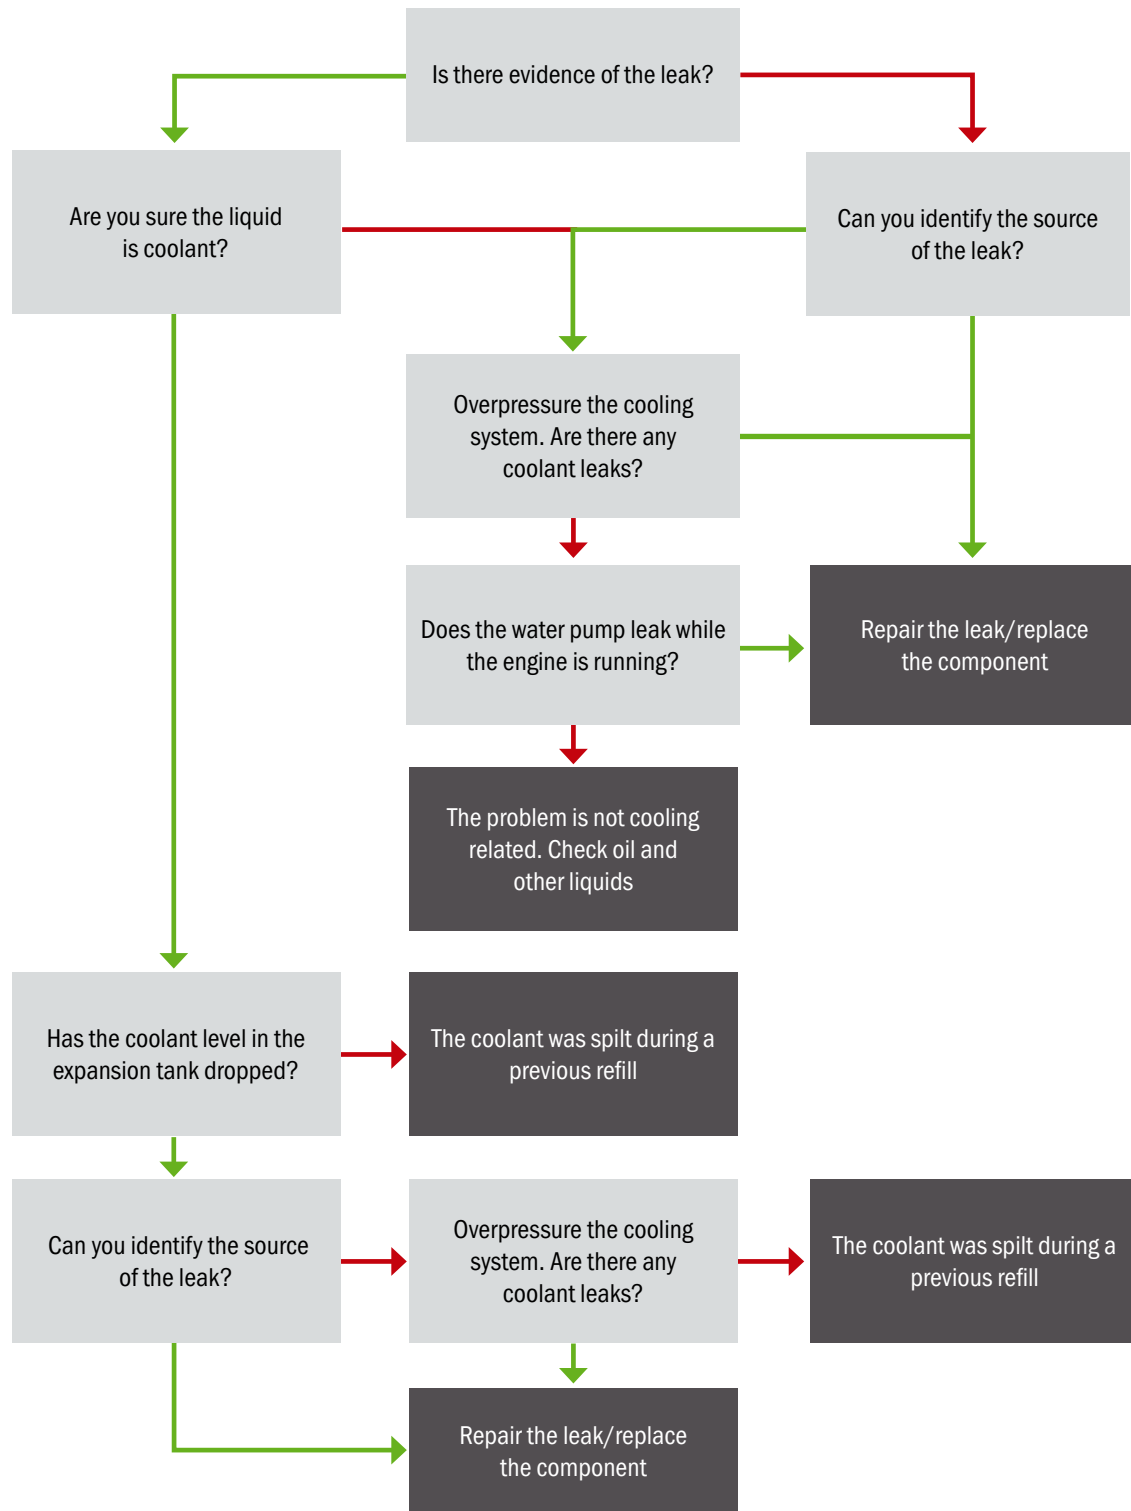 Is there evidence of the leak?
Are you sure the liquid
is coolant?
Can you identify the source
of the leak?
Overpressure the cooling
system. Are there any
coolant leaks?
Does the water pump leak while
the engine is running?
Repair the leak/replace
the component
The problem is not cooling
related. Check oil and
other liquids
Has the coolant level in the
expansion tank dropped?
The coolant was spilt during a
previous refill
Can you identify the source
of the leak?
Overpressure the cooling
system. Are there any
coolant leaks?
The coolant was spilt during a
previous refill
Repair the leak/replace
the component